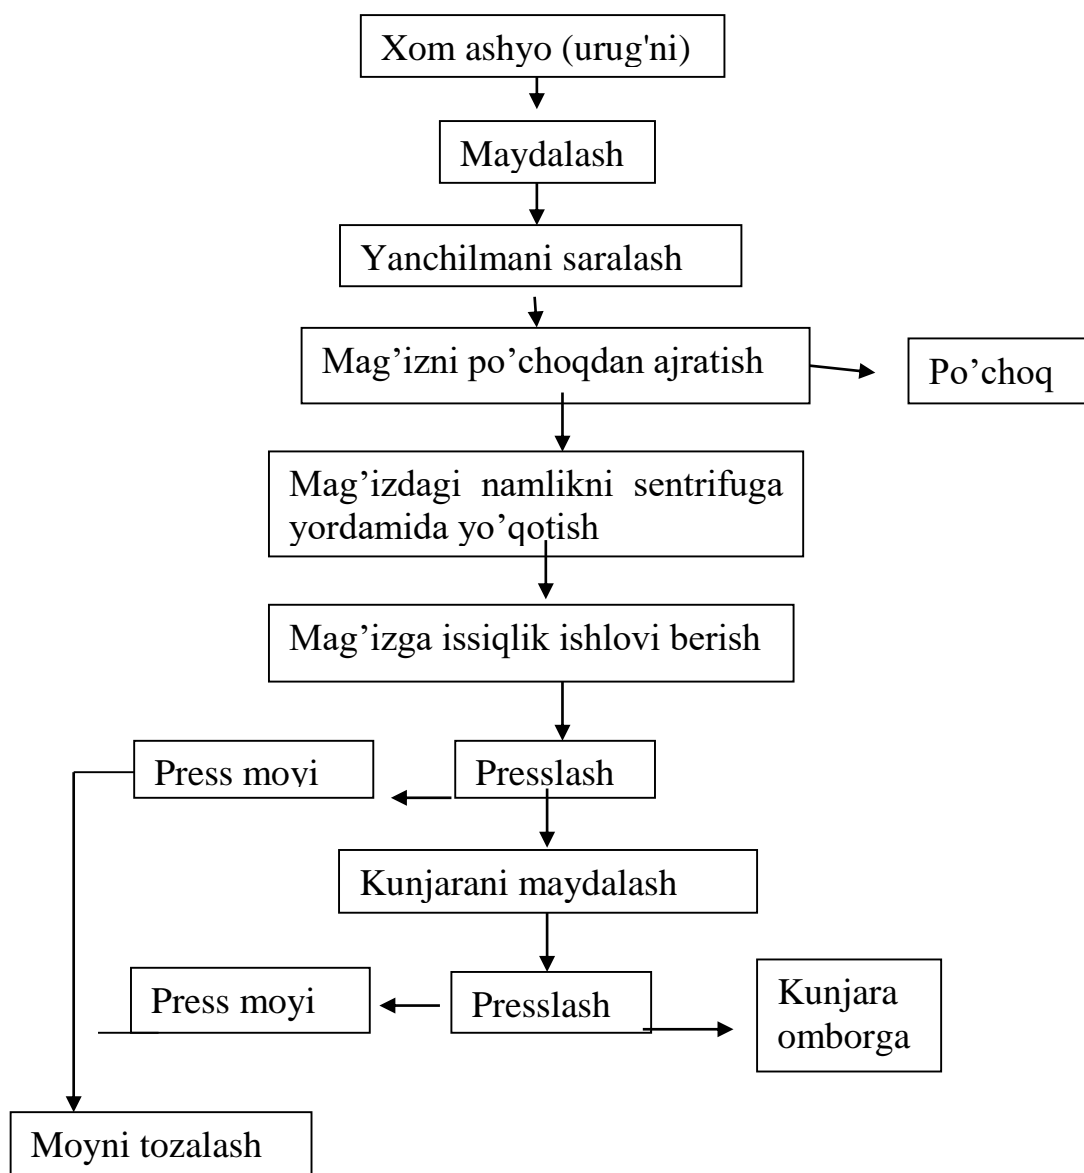 Xom ashyo (urug'ni)
Maydalash
Yanchilmani saralash
Mag’izni po’choqdan ajratish
Po’choq
Mag’izdagi namlikni sentrifuga
yordamida yo’qotish
Mag’izga issiqlik ishlovi berish
Press moyi
Presslash
Kunjarani maydalash
Press moyi
Presslash
Kunjara
omborga
Moyni tozalash